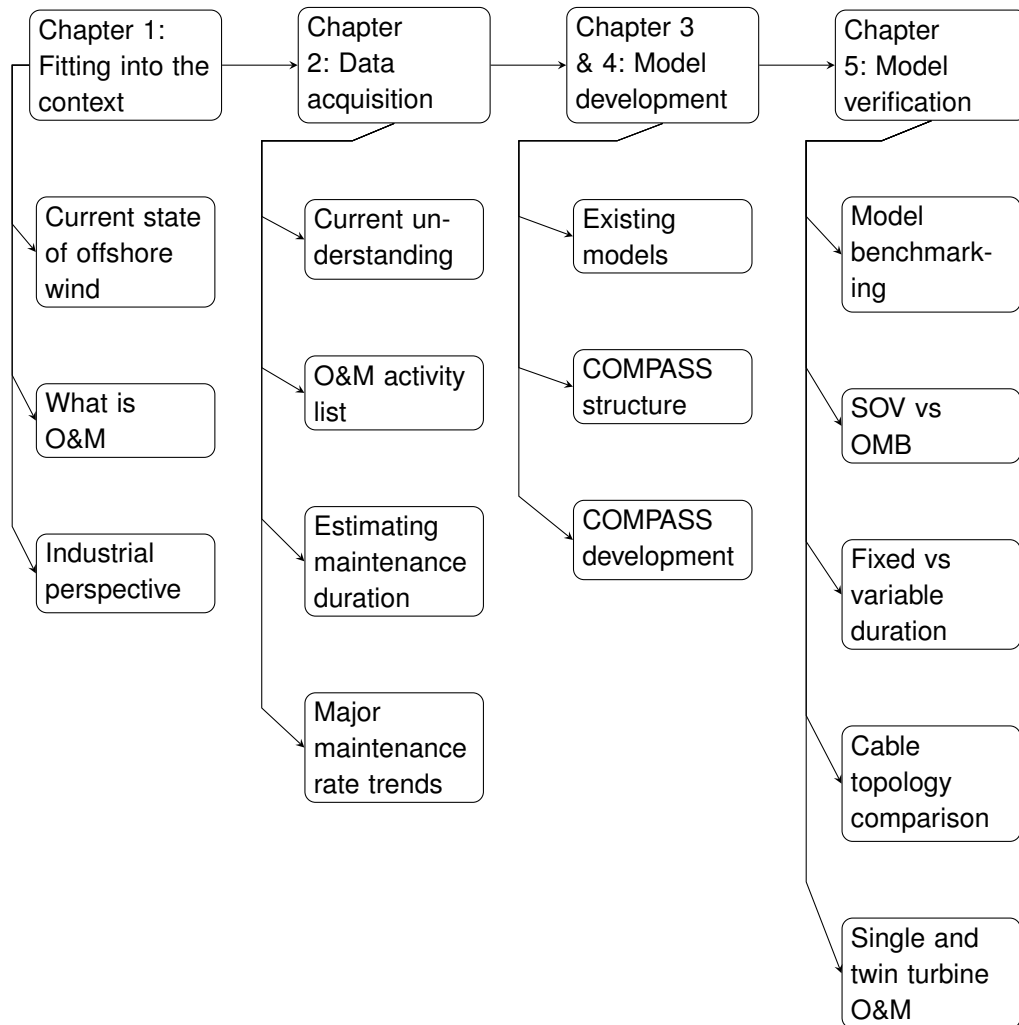 Chapter 1:
Fitting into the
context
Chapter
2: Data
acquisition
Chapter 3
& 4: Model
development
Chapter
5: Model
verification
Current state
of offshore
wind
What is
O&M
Industrial
perspective
Current un-
derstanding
O&M activity
list
Estimating
maintenance
duration
Major
maintenance
rate trends
Existing
models
COMPASS
structure
COMPASS
development
Model
benchmark-
ing
SOV vs
OMB
Fixed vs
variable
duration
Cable
topology
comparison
Single and
twin turbine
O&M